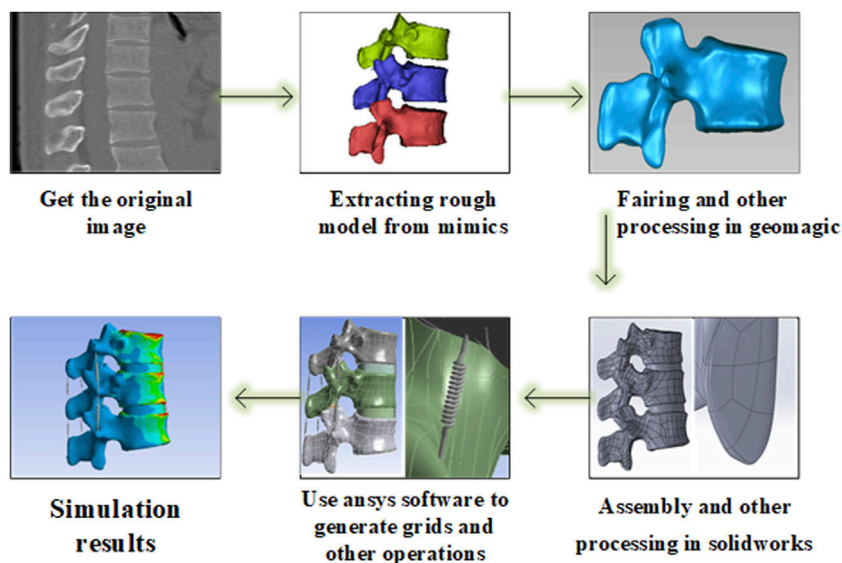 Get the original
image
Extracting rough
model from mimics
Fairing and other
processing in geomagic
Assembly and other
processing in solidworks
Use ansys software to
generate grids and
other operations
Simulation
results